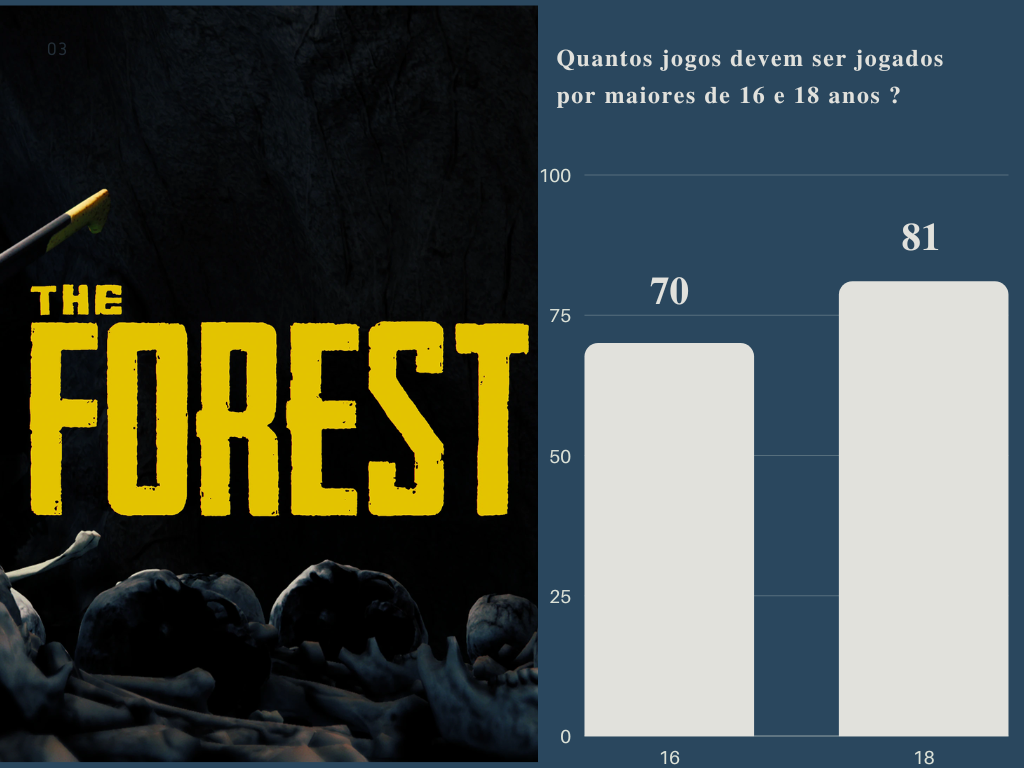 03
THE
FOREST
Quantos jogos devem ser jogados
por maiores de 16 e 18 anos ?
100
81
70
75
50
25
0
16
18